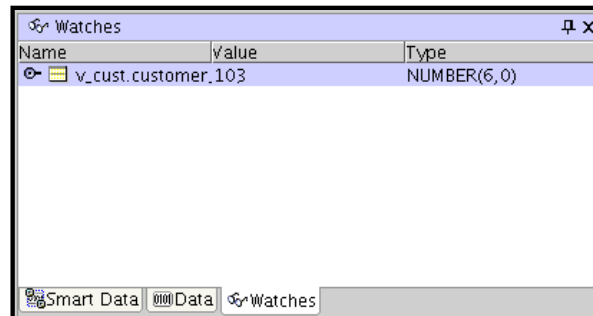 Watches
Name Value Type
v_cust.customer_ 103 NUMBER(6,0)
Smart Data Data Watches